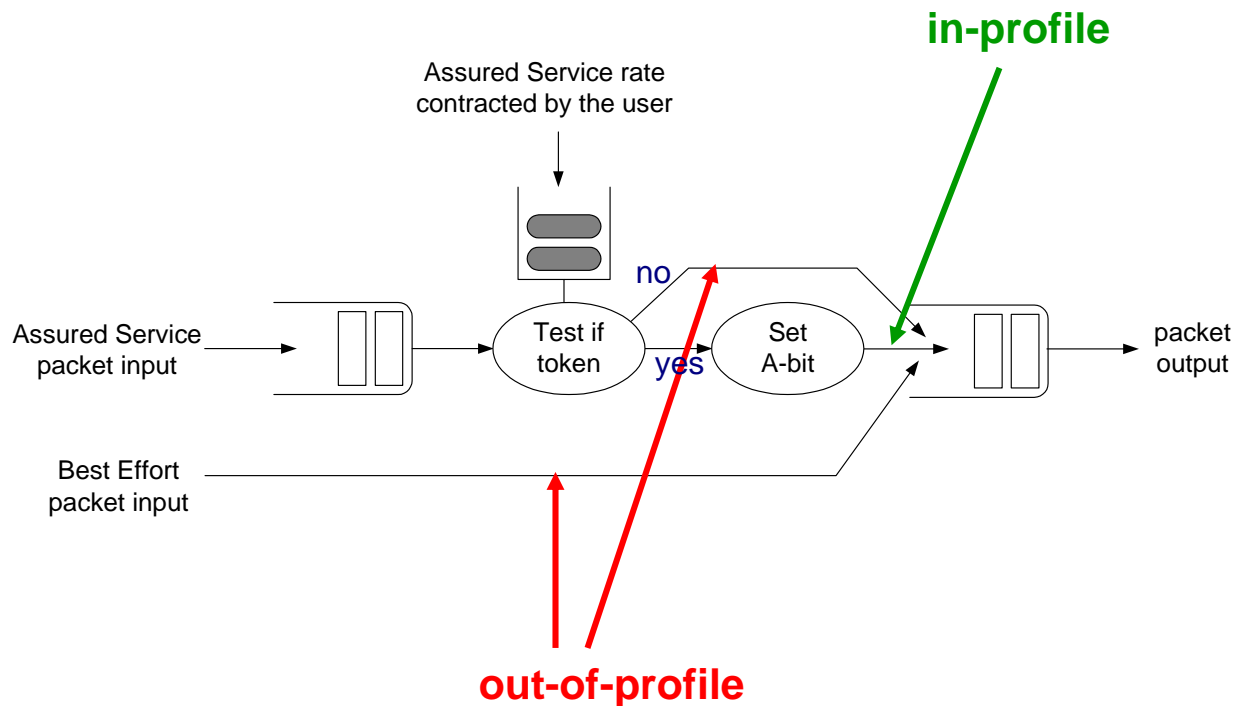 in-profile
Assured Service rate
contracted by the user
no
Assured Service
packet input
Test if
token
yes
Set
A-bit
packet
output
Best Effort
packet input
out-of-profile